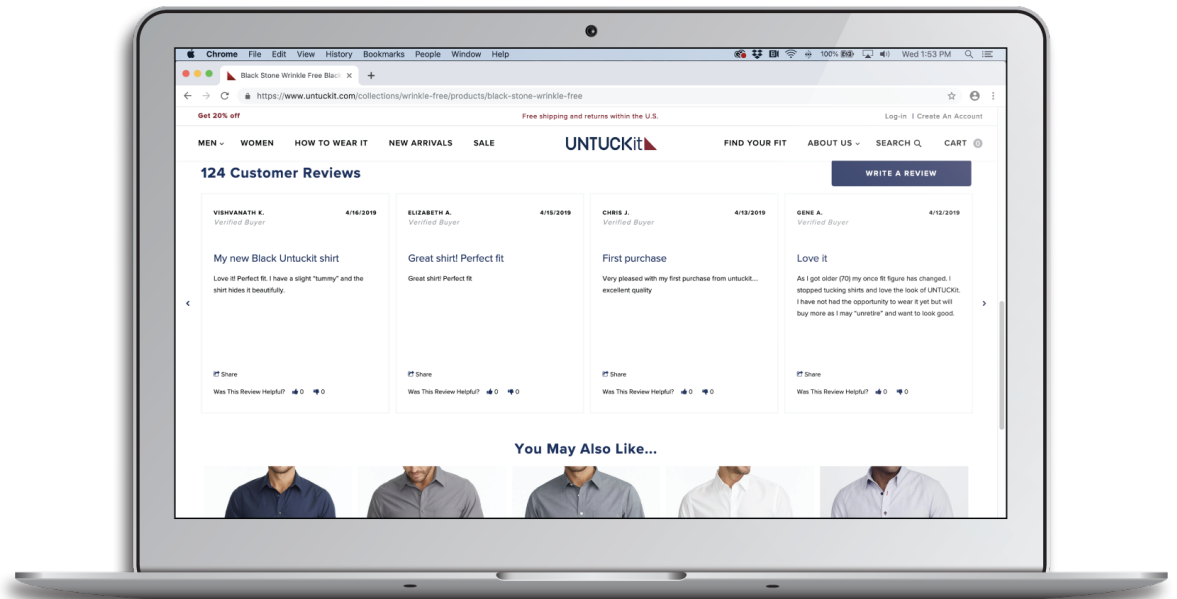 Chrome File Edit View History Bookmarks People Window Help 100% Wed 1:53 PM
Black Stone Wrinkle Free Blac
https://www.untuckit.com/collections/wrinkle-free/products/black-stone-wrinkle-free
Get 20% off Free shipping and returns within the U.S. Log-in | Create An Account
MEN WOMEN HOW TO WEAR IT NEW ARRIVALS SALE UNTUCKit FIND YOUR FIT ABOUT US SEARCH CART 0
124 Customer Reviews WRITE A REVIEW
VISHVANATH K. 4/16/2019
Verified Buyer
My new Black Untuckit shirt
Love it! Perfect fit. I have a slight "tummy" and the
shirt hides it beautifully.
Share
Was This Review Helpful? 0 0
ELIZABETH A. 4/15/2019
Verified Buyer
Great shirt! Perfect fit
Great shirt! Perfect fit
Share
Was This Review Helpful? 0 0
CHRIS J. 4/13/2019
Verified Buyer
First purchase
Very pleased with my first purchase from untuckit....
excellent quality
Share
Was This Review Helpful? 0 0
GENE A. 4/12/2019
Verified Buyer
Love it
As I got older (70) my once fit figure has changed. I
stopped tucking shirts and love the look of UNTUCKit.
I have not had the opportunity to wear it yet but will
buy more as I may "unretire" and want to look good.
Share
Was This Review Helpful? 0 0
You May Also Like...